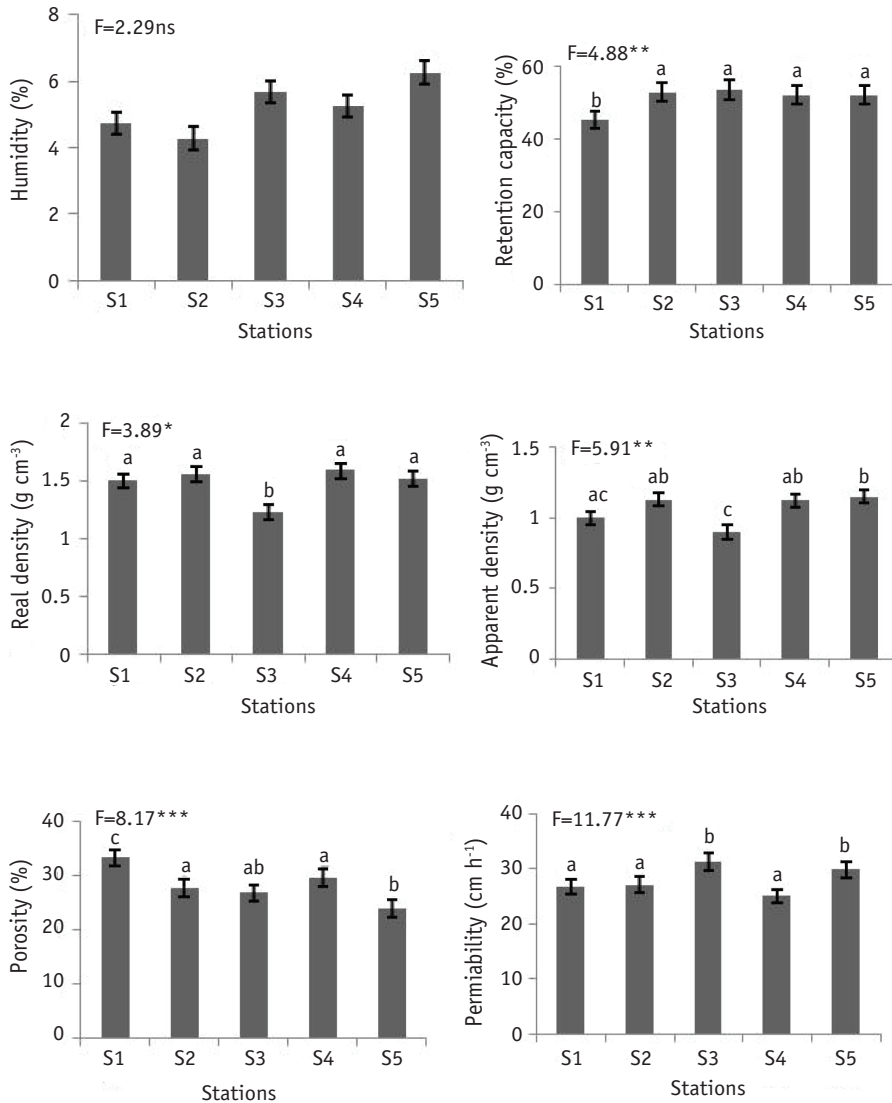 F=2.29ns
8
6
4
2
0
Humidity (%)
S1 S2 S3 S4 S5
Stations
F=4.88**
60
40
20
0
Retention capacity (%)
b a a a a
S1 S2 S3 S4 S5
Stations
F=3.89*
2
1.5
1
0.5
0
Real density (g cm⁻³)
a a b a a
S1 S2 S3 S4 S5
Stations
F=5.91**
1.5
1
0.5
0
Apparent density (g cm⁻³)
ac ab c ab b
S1 S2 S3 S4 S5
Stations
F=8.17***
40
30
20
10
0
Porosity (%)
c a ab a b
S1 S2 S3 S4 S5
Stations
F=11.77***
40
30
20
10
0
Permiability (cm h⁻¹)
a a b a b
S1 S2 S3 S4 S5
Stations